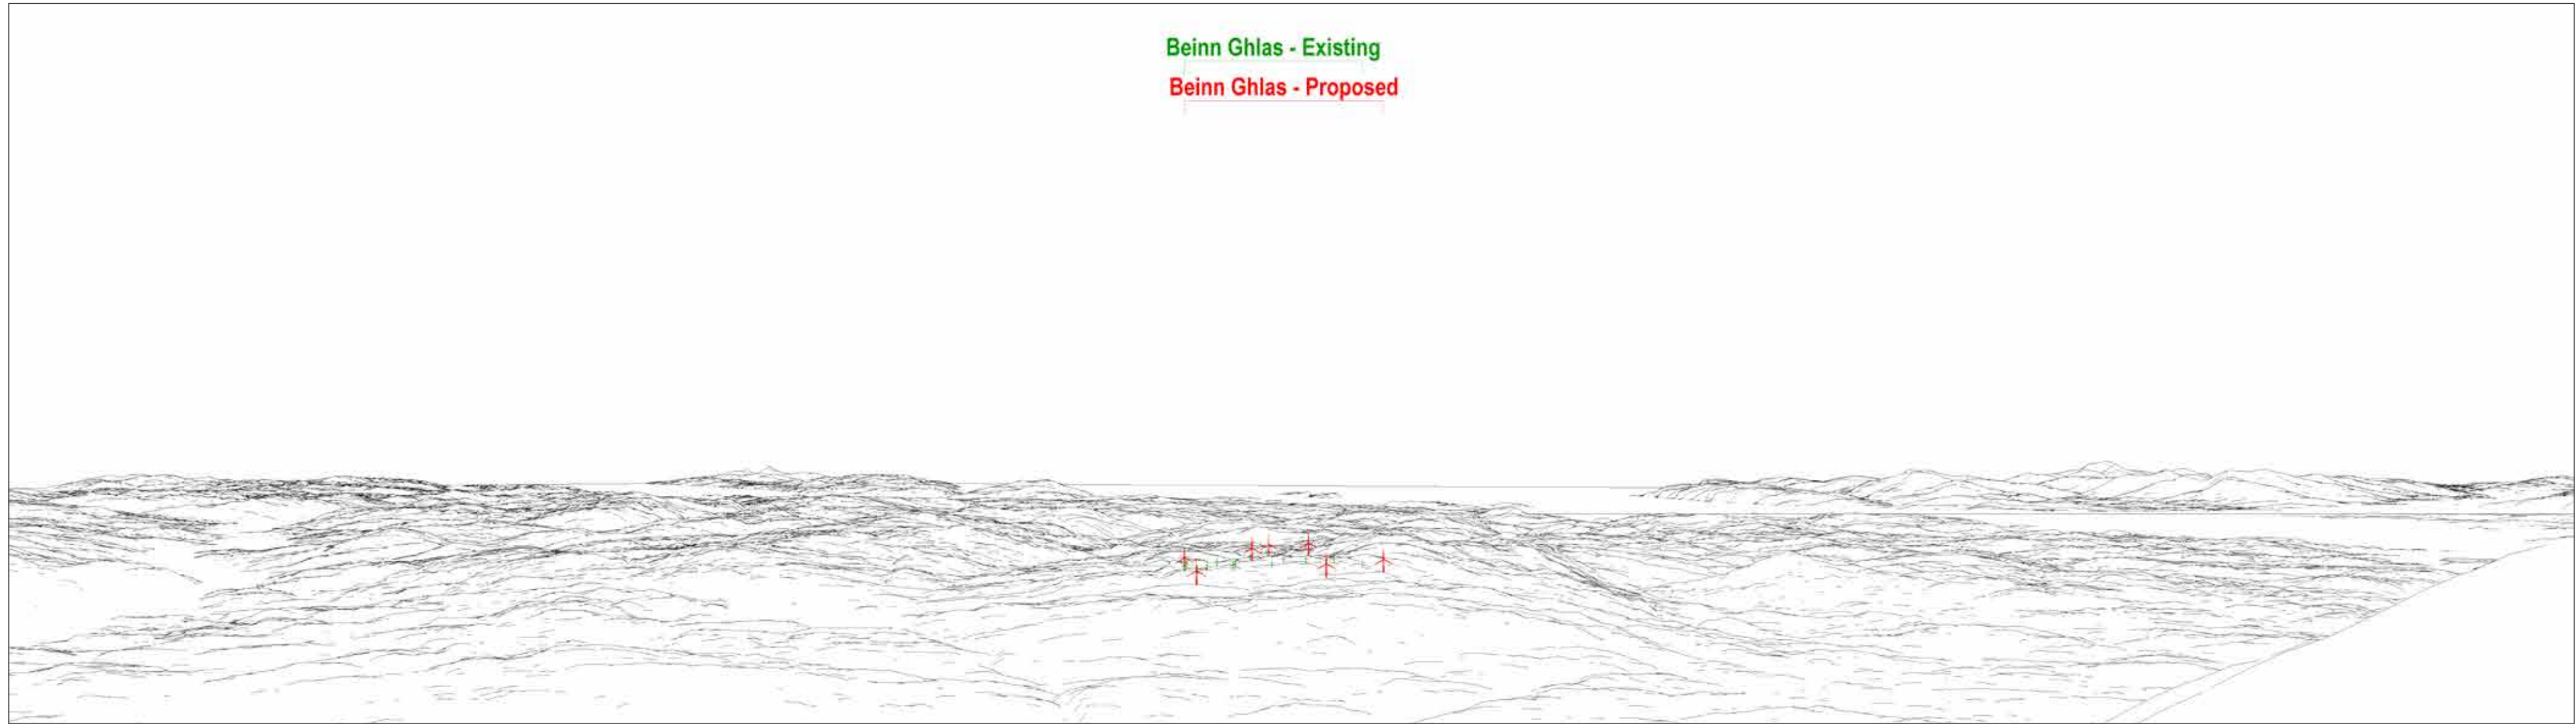 Beinn Ghlas - Existing
Beinn Ghlas - Proposed